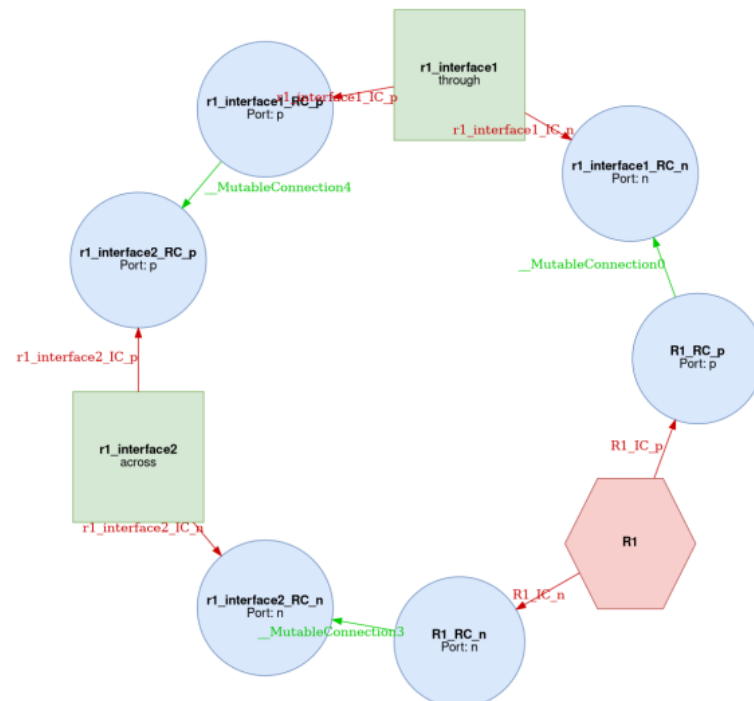 r1_interface1
through
r1_interface1_RC_p
Port: p
r1_interface1_IC_p
r1_interface1_IC_n
r1_interface1_RC_n
Port: n
__MutableConnection4
r1_interface2_RC_p
Port: p
__MutableConnection0
r1_interface2_IC_p
R1_RC_p
Port: p
r1_interface2
across
R1_IC_p
r1_interface2_IC_n
R1
r1_interface2_RC_n
Port: n
R1_IC_n
__MutableConnection3
R1_RC_n
Port: n